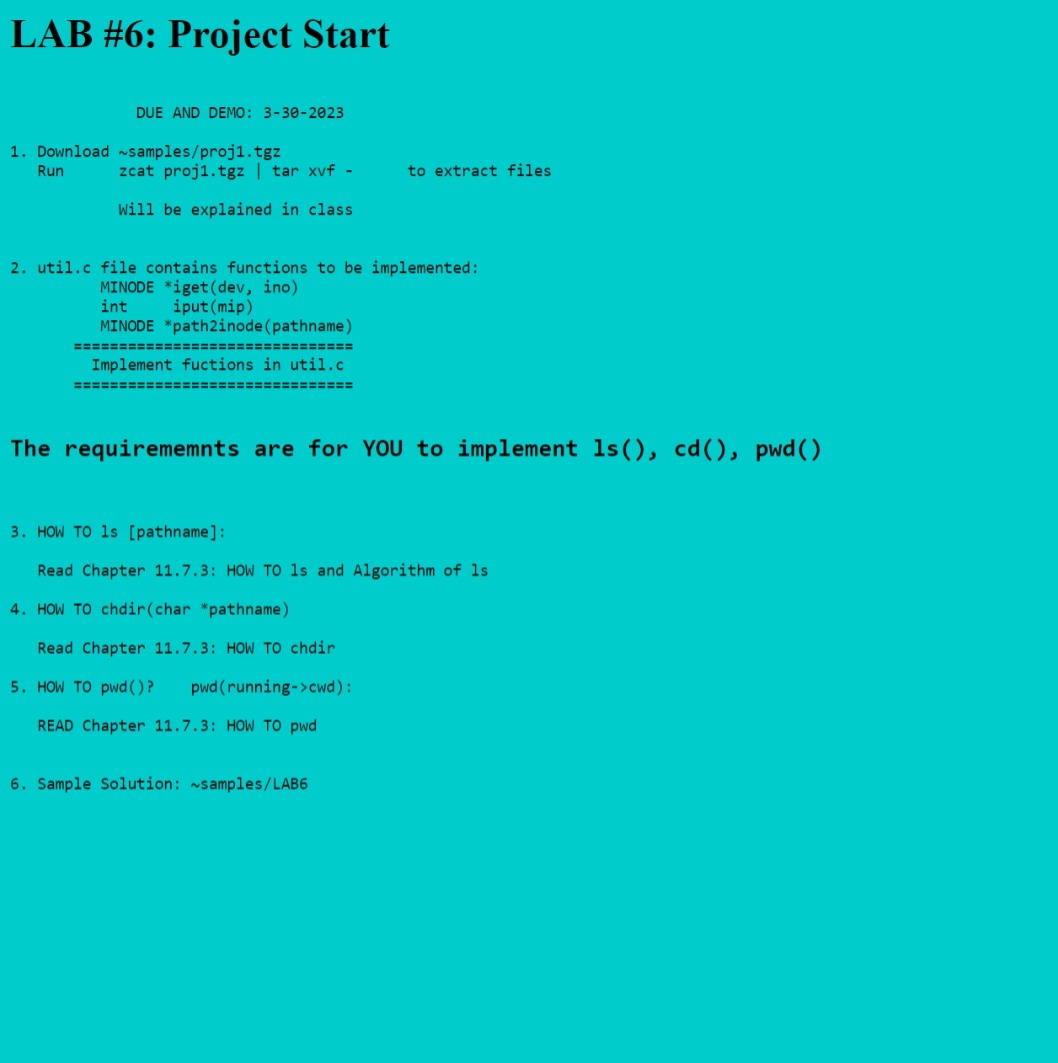 LAB #6: Project Start
DUE AND DEMO: 3-30-2023
1. Download ~samples/proj1.tgz
Run      zcat proj1.tgz | tar xvf -      to extract files
Will be explained in class
2. util.c file contains functions to be implemented:
MINODE *iget(dev, ino)
int     iput(mip)
MINODE *path2inode(pathname)
===============================
Implement fuctions in util.c
===============================
The requirememnts are for YOU to implement ls(), cd(), pwd()
3. HOW TO ls [pathname]:
Read Chapter 11.7.3: HOW TO ls and Algorithm of ls
4. HOW TO chdir(char *pathname)
Read Chapter 11.7.3: HOW TO chdir
5. HOW TO pwd()?    pwd(running->cwd):
READ Chapter 11.7.3: HOW TO pwd
6. Sample Solution: ~samples/LAB6